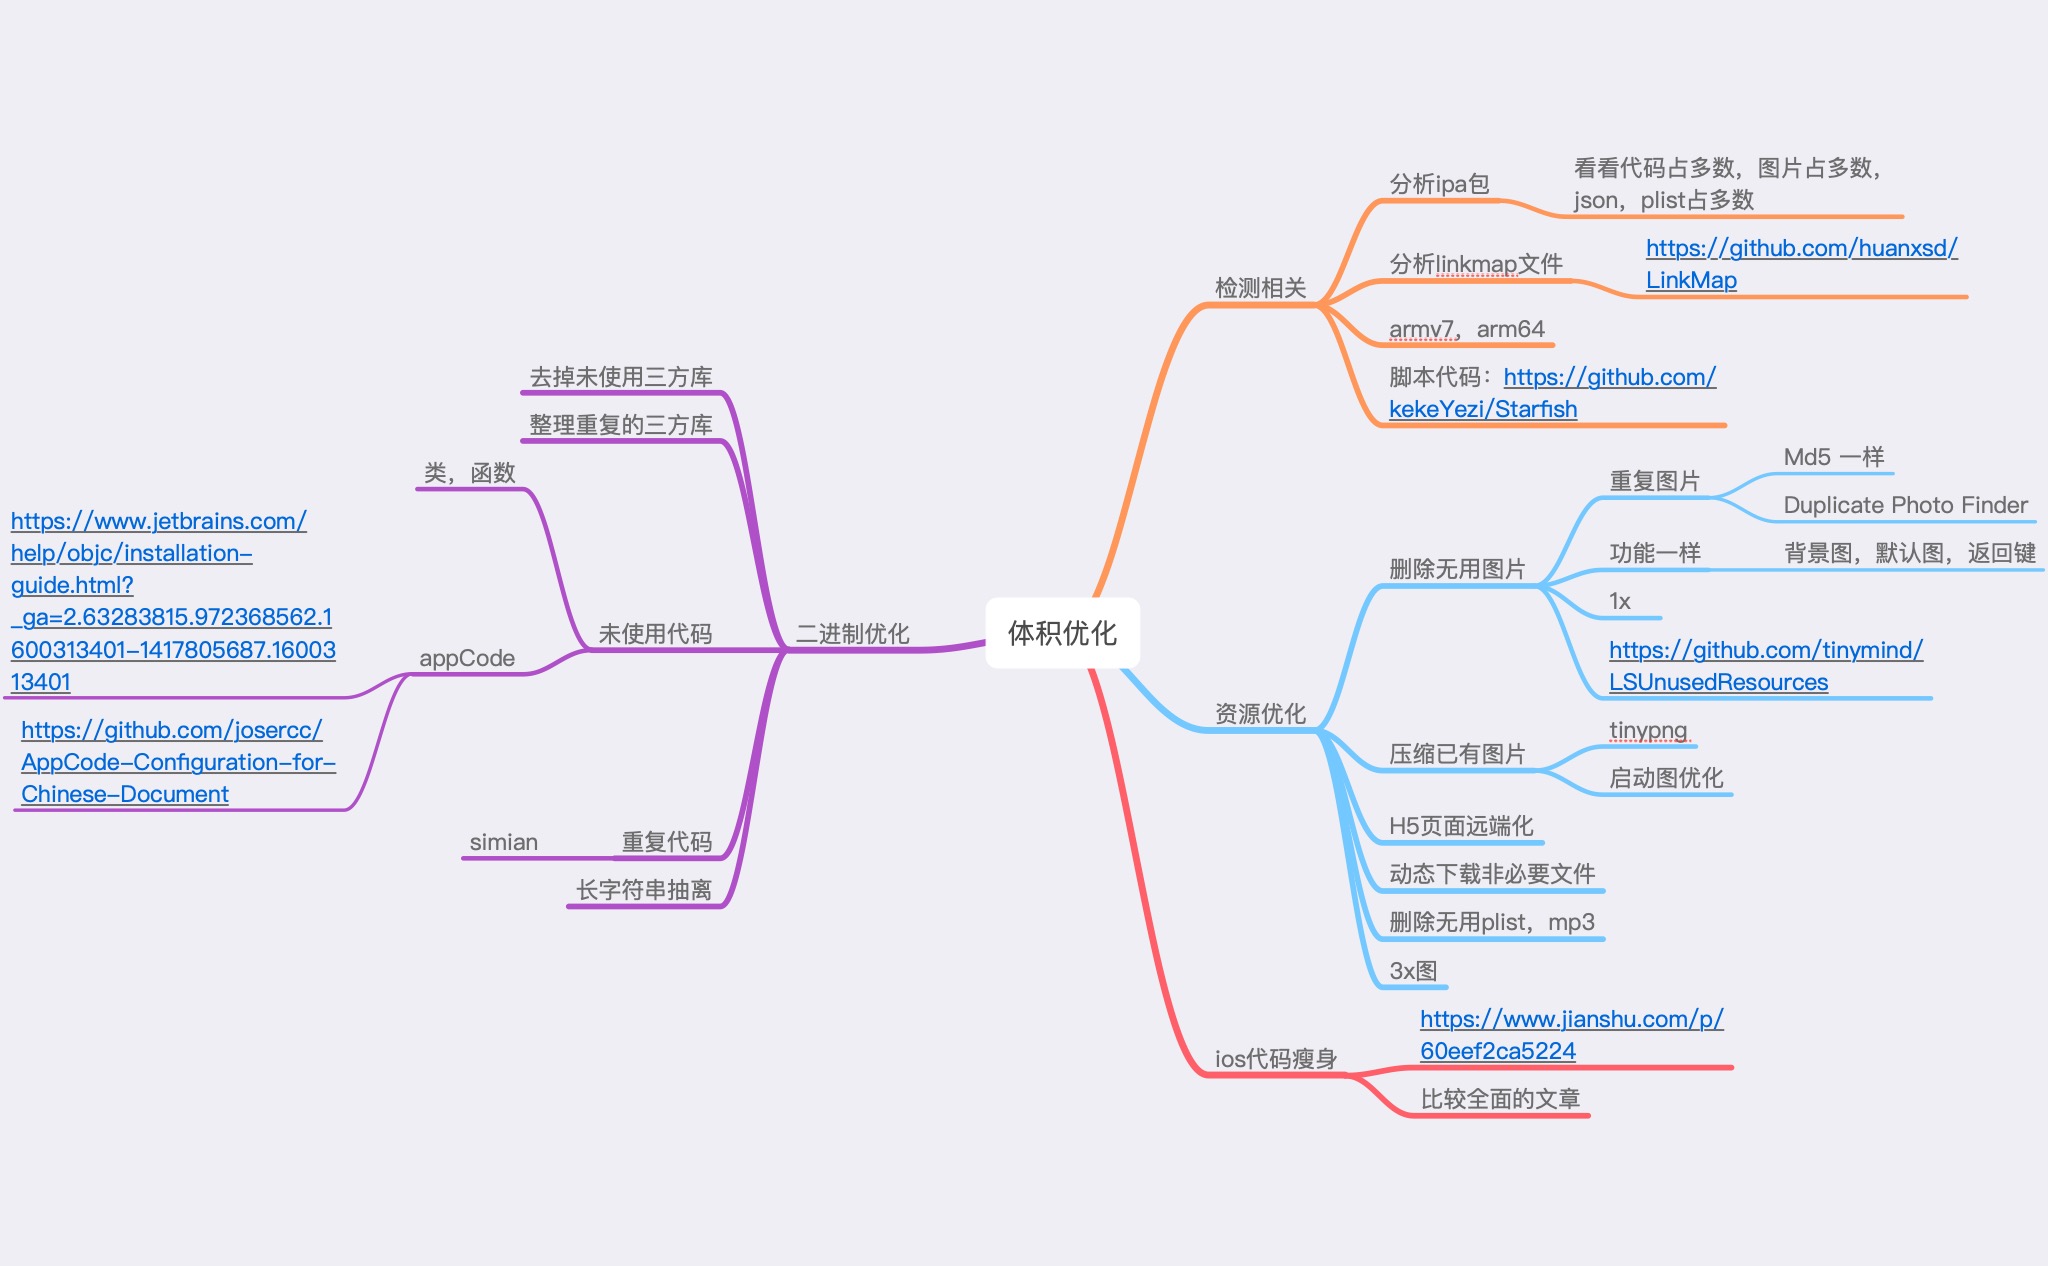 体积优化
检测相关
分析ipa包
看看代码占多数，图片占多数，
json，plist占多数
分析linkmap文件
https://github.com/huanxsd/
LinkMap
armv7，arm64
脚本代码：https://github.com/
kekeYezi/Starfish
资源优化
删除无用图片
重复图片
Md5 一样
Duplicate Photo Finder
功能一样
背景图，默认图，返回键
1x
https://github.com/tinymind/
LSUnusedResources
压缩已有图片
tinypng
启动图优化
H5页面远端化
动态下载非必要文件
删除无用plist，mp3
3x图
ios代码瘦身
https://www.jianshu.com/p/
60eef2ca5224
比较全面的文章
二进制优化
去掉未使用三方库
整理重复的三方库
未使用代码
类，函数
appCode
https://www.jetbrains.com/
help/objc/installation-
guide.html?
_ga=2.63283815.972368562.1
600313401-1417805687.16003
13401
https://github.com/josercc/
AppCode-Configuration-for-
Chinese-Document
重复代码
simian
长字符串抽离